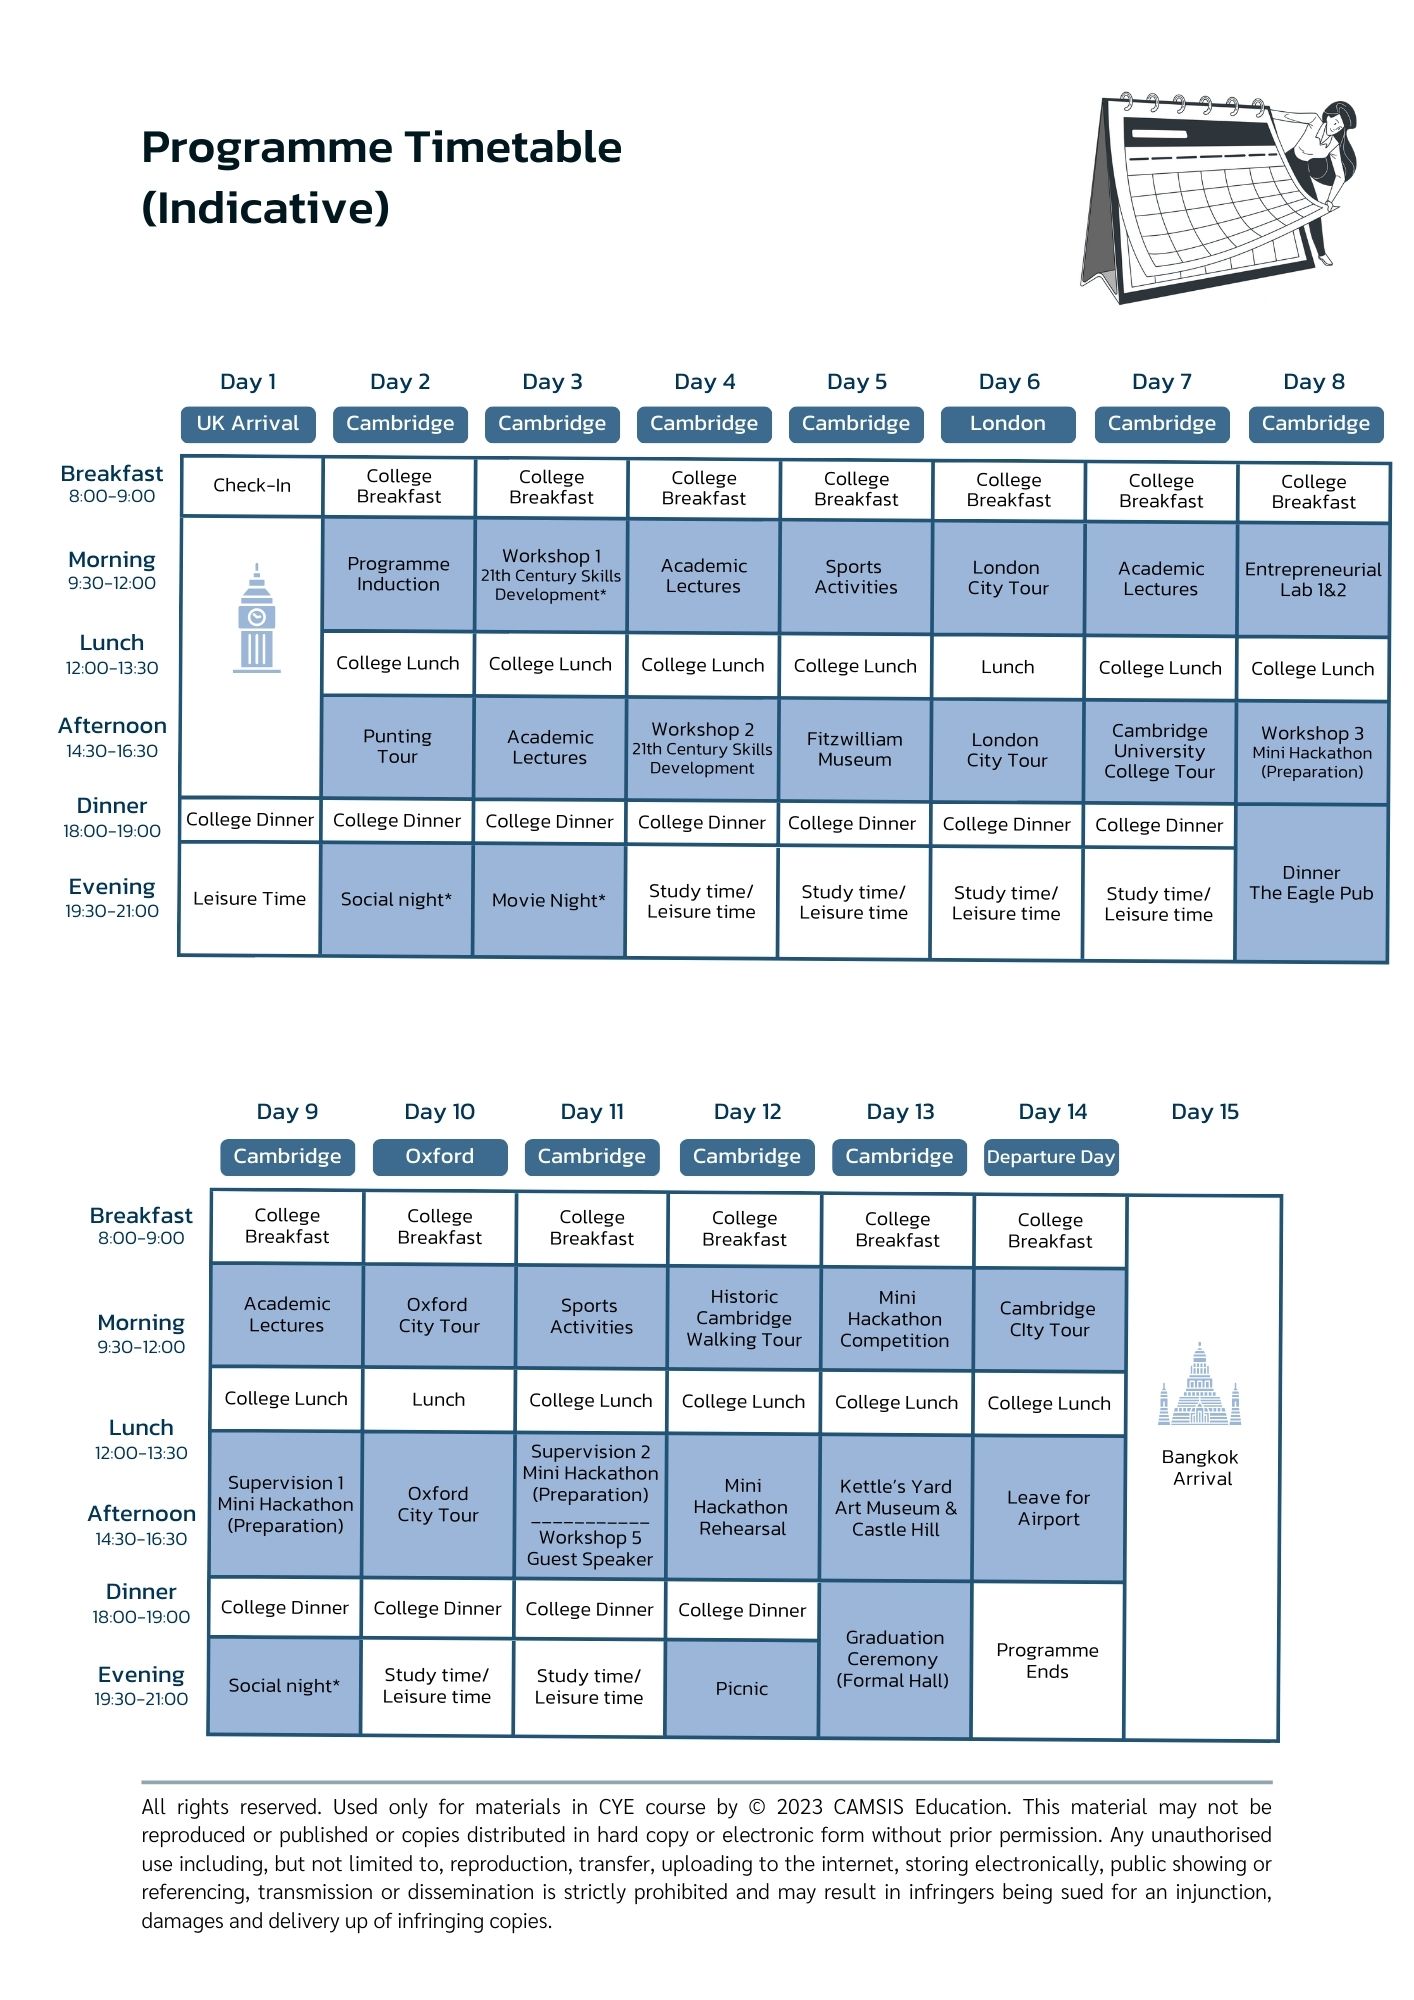 Programme Timetable
(Indicative)
Day 1 Day 2 Day 3 Day 4 Day 5 Day 6 Day 7 Day 8
UK Arrival Cambridge Cambridge Cambridge Cambridge London Cambridge Cambridge
Breakfast
8:00-9:00
Check-In
College
Breakfast
College
Breakfast
College
Breakfast
College
Breakfast
College
Breakfast
College
Breakfast
College
Breakfast
Morning
9:30-12:00
Programme
Induction
Workshop 1
21th Century Skills
Development*
Academic
Lectures
Sports
Activities
London
City Tour
Academic
Lectures
Entrepreneurial
Lab 1&2
Lunch
12:00-13:30
College Lunch
College Lunch
College Lunch
College Lunch
Lunch
College Lunch
College Lunch
Afternoon
14:30-16:30
Punting
Tour
Academic
Lectures
Workshop 2
21th Century Skills
Development
Fitzwilliam
Museum
London
City Tour
Cambridge
University
College Tour
Workshop 3
Mini Hackathon
(Preparation)
Dinner
18:00-19:00
College Dinner
College Dinner
College Dinner
College Dinner
College Dinner
College Dinner
College Dinner
Dinner
The Eagle Pub
Evening
19:30-21:00
Leisure Time
Social night*
Movie Night*
Study time/
Leisure time
Study time/
Leisure time
Study time/
Leisure time
Study time/
Leisure time
Day 9 Day 10 Day 11 Day 12 Day 13 Day 14 Day 15
Cambridge Oxford Cambridge Cambridge Cambridge Departure Day
Breakfast
8:00-9:00
College
Breakfast
College
Breakfast
College
Breakfast
College
Breakfast
College
Breakfast
College
Breakfast
Morning
9:30-12:00
Academic
Lectures
Oxford
City Tour
Sports
Activities
Historic
Cambridge
Walking Tour
Mini
Hackathon
Competition
Cambridge
CIty Tour
Lunch
12:00-13:30
College Lunch
Lunch
College Lunch
College Lunch
College Lunch
College Lunch
Bangkok
Arrival
Afternoon
14:30-16:30
Supervision 1
Mini Hackathon
(Preparation)
Oxford
City Tour
Supervision 2
Mini Hackathon
(Preparation)
___________
Workshop 5
Guest Speaker
Mini
Hackathon
Rehearsal
Kettle's Yard
Art Museum &
Castle Hill
Leave for
Airport
Dinner
18:00-19:00
College Dinner
College Dinner
College Dinner
College Dinner
Graduation
Ceremony
(Formal Hall)
Programme
Ends
Evening
19:30-21:00
Social night*
Study time/
Leisure time
Study time/
Leisure time
Picnic
All rights reserved. Used only for materials in CYE course by © 2023 CAMSIS Education. This material may not be
reproduced or published or copies distributed in hard copy or electronic form without prior permission. Any unauthorised
use including, but not limited to, reproduction, transfer, uploading to the internet, storing electronically, public showing or
referencing, transmission or dissemination is strictly prohibited and may result in infringers being sued for an injunction,
damages and delivery up of infringing copies.